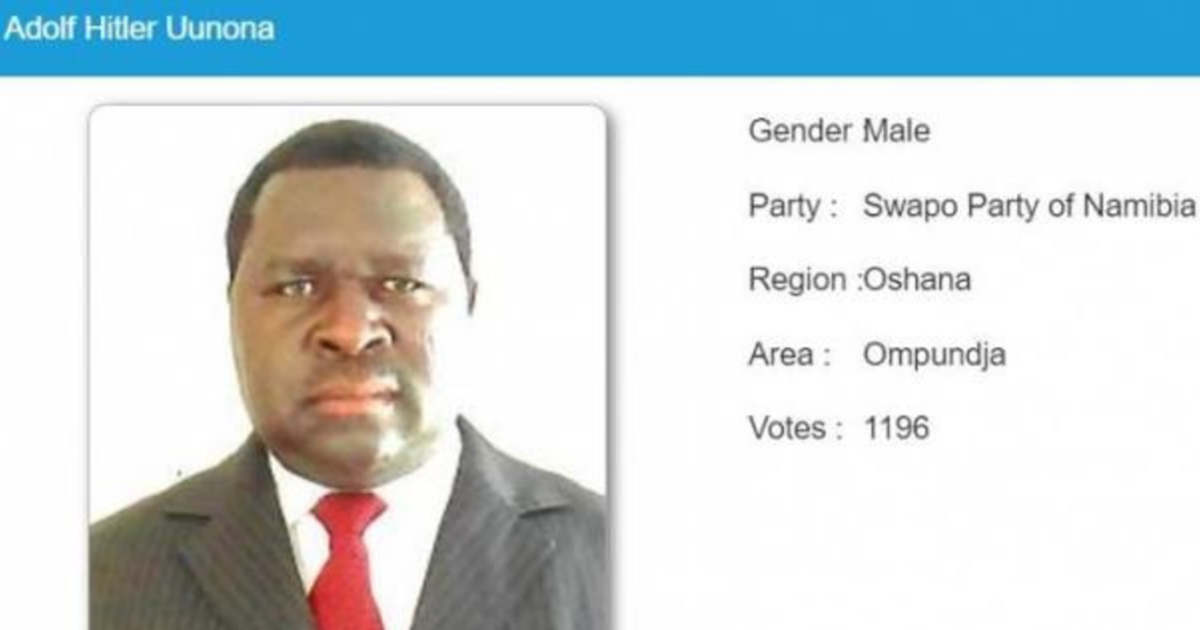 Adolf Hitler Uunona
Gender Male
Party : Swapo Party of Namibia
Region :Oshana
Area : Ompundja
Votes : 1196